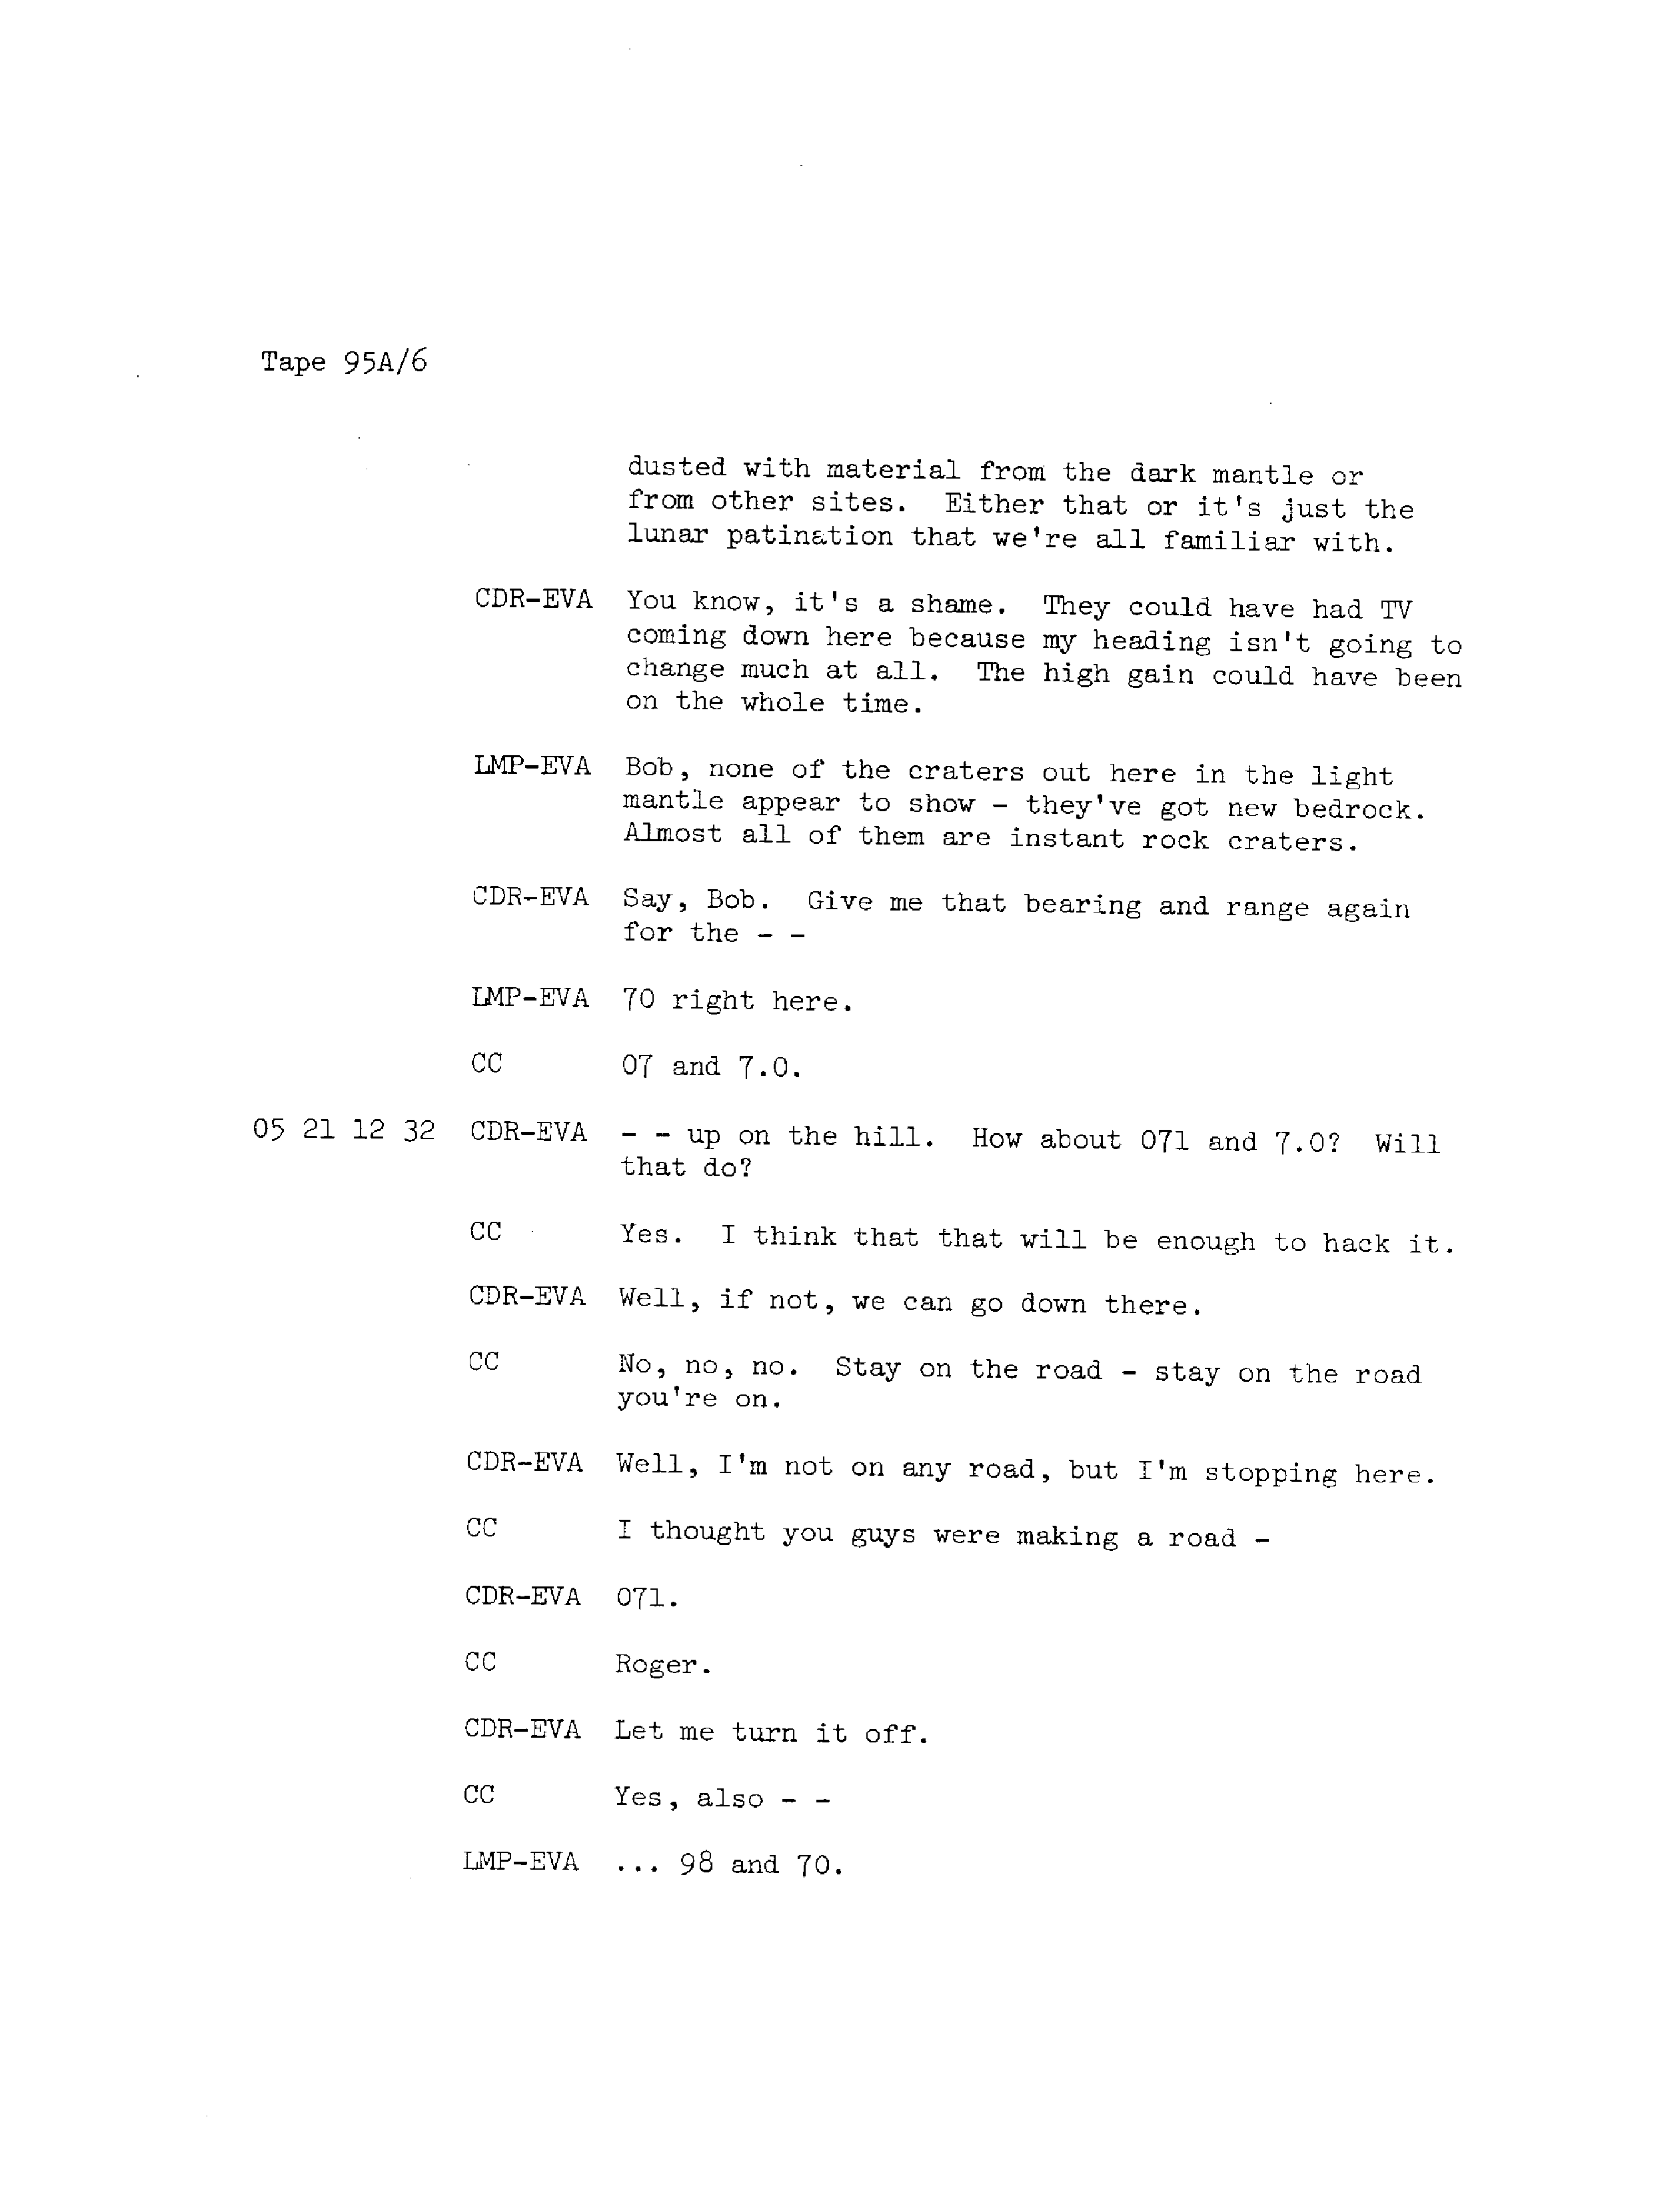 Tape 95A/6
dusted with material from the dark mantle or
from other sites. Either that or it's just the
lunar patination that we're all familiar with.
CDR-EVA You know, it's a shame. They could have had TV
coming down here because my heading isn't going to
change much at all. The high gain could have been
on the whole time.
LMP-EVA Bob, none of the craters out here in the light
mantle appear to show - they've got new bedrock.
Almost all of them are instant rock craters.
CDR-EVA Say, Bob. Give me that bearing and range again
for the - -
LMP-EVA 70 right here.
CC 07 and 7.0.
05 21 12 32 CDR-EVA - - up on the hill. How about 071 and 7.0? Will
that do?
CC Yes. I think that that will be enough to hack it.
CDR-EVA Well, if not, we can go down there.
CC No, no, no. Stay on the road - stay on the road
you're on.
CDR-EVA Well, I'm not on any road, but I'm stopping here.
CC I thought you guys were making a road -
CDR-EVA 071.
CC Roger.
CDR-EVA Let me turn it off.
CC Yes, also - -
LMP-EVA ... 98 and 70.